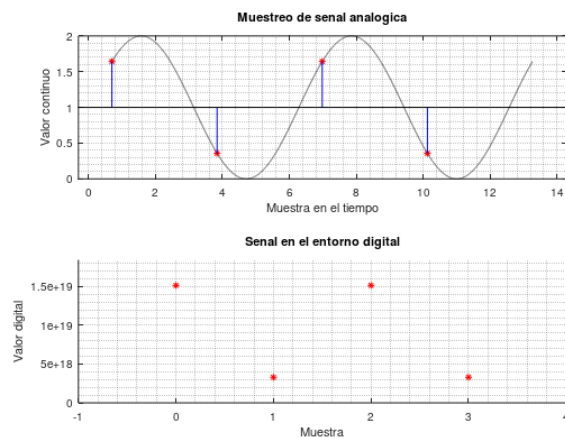 Muestreo de senal analogica
2
1.5
1
0.5
0
Valor continuo
0 2 4 6 8 10 12 14
Muestra en el tiempo
Senal en el entorno digital
1.5e+19
1e+19
5e+18
0
Valor digital
-1 0 1 2 3 4
Muestra